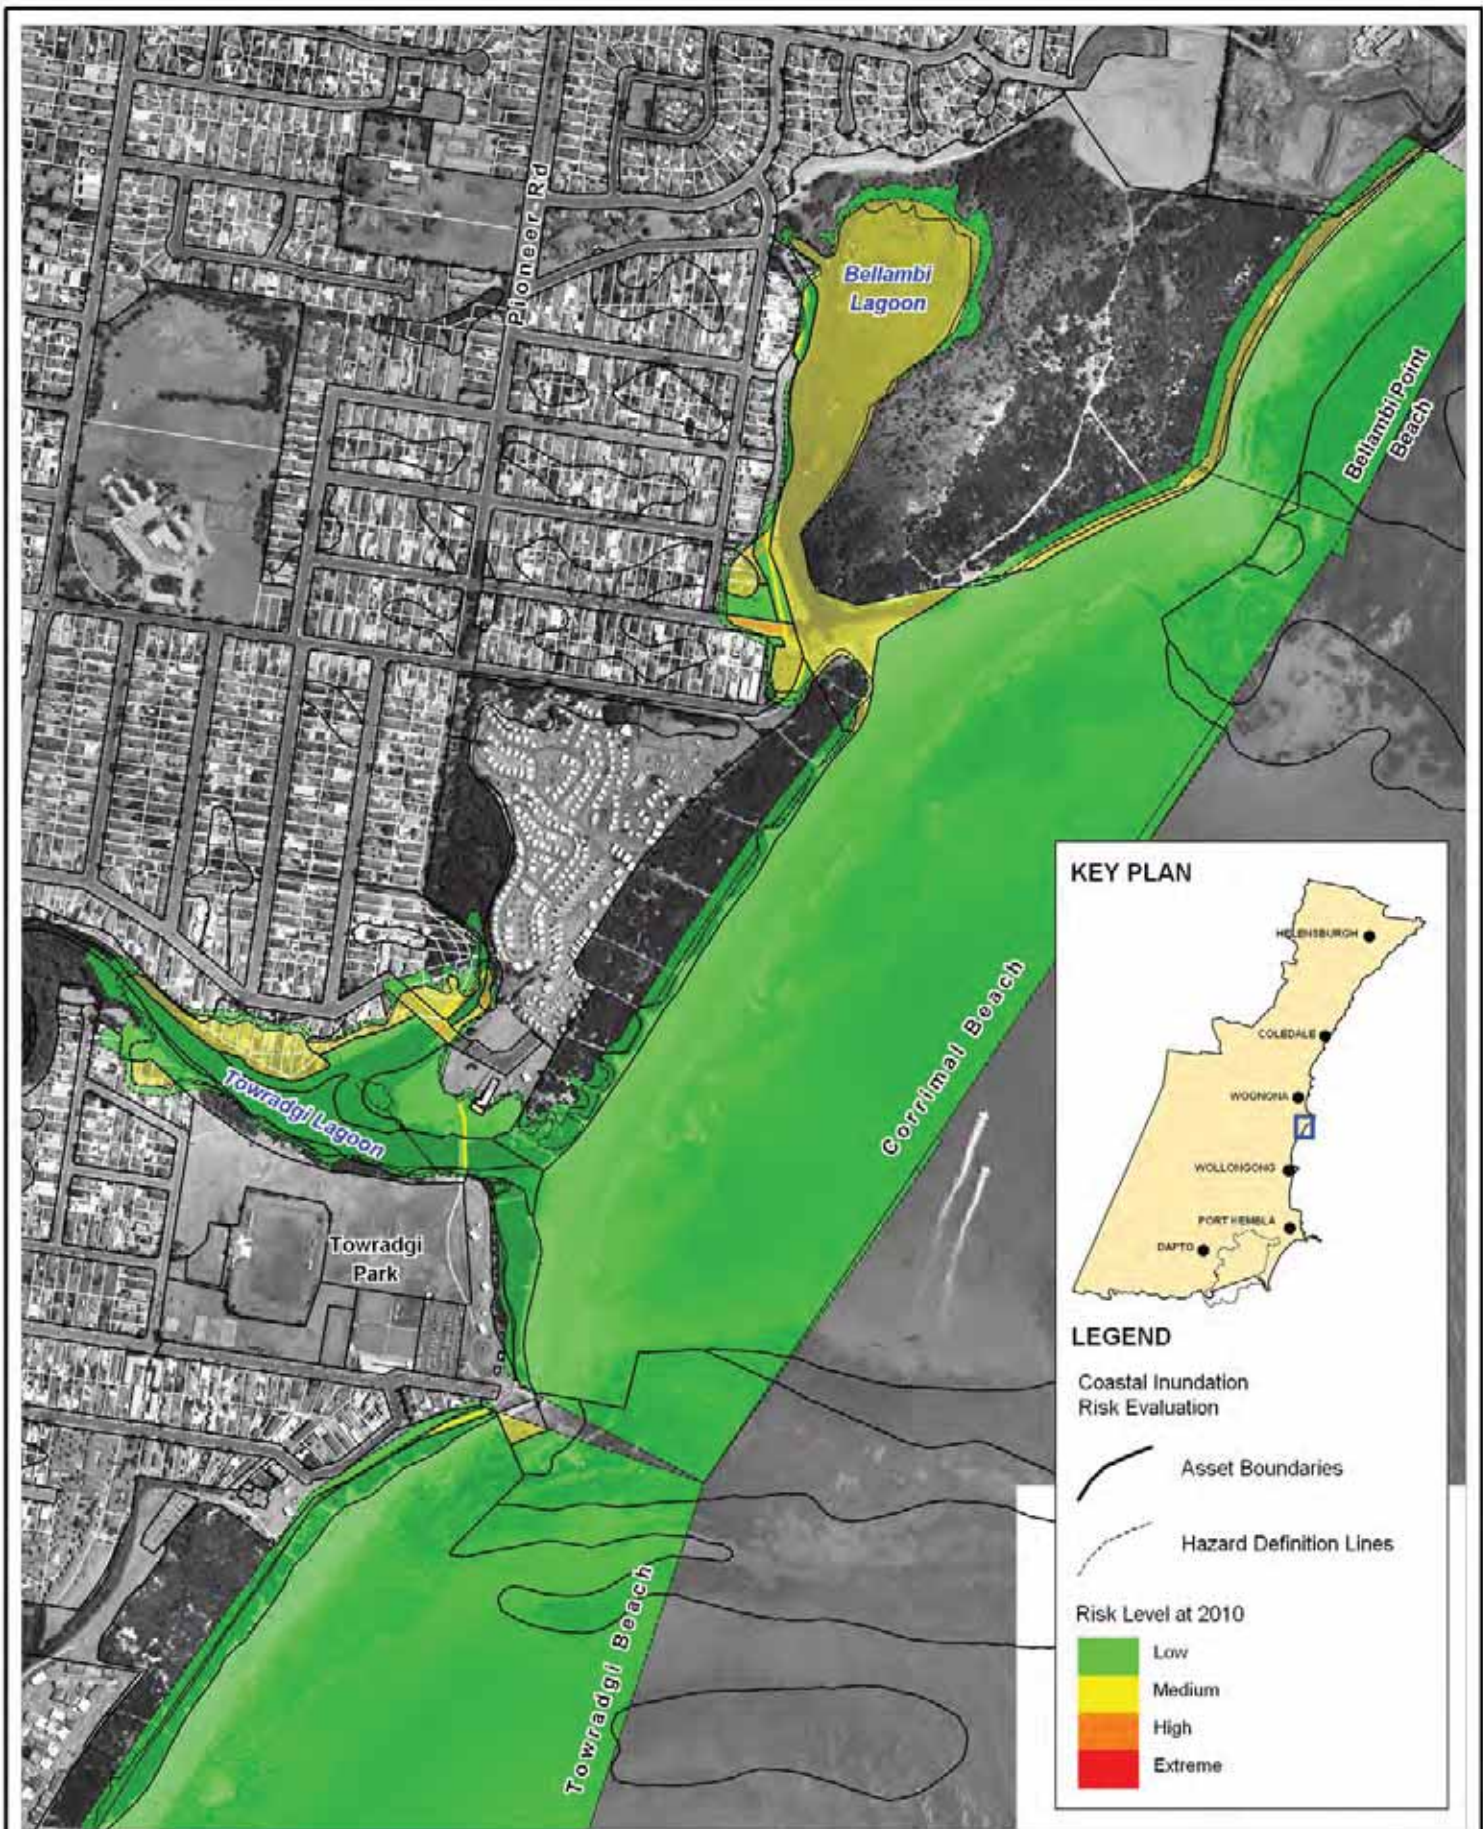 Pioneer Rd
Bellambi
Lagoon
Bellambi Point
Beach
Corrimal Beach
Towradgi Lagoon
Towradgi
Park
Towradgi Beach
KEY PLAN
HELENSBURGH
COLEDALE
WOONONA
WOLLONGONG
PORT KEMBLA
DAPTO
LEGEND
Coastal Inundation
Risk Evaluation
Asset Boundaries
Hazard Definition Lines
Risk Level at 2010
Low
Medium
High
Extreme